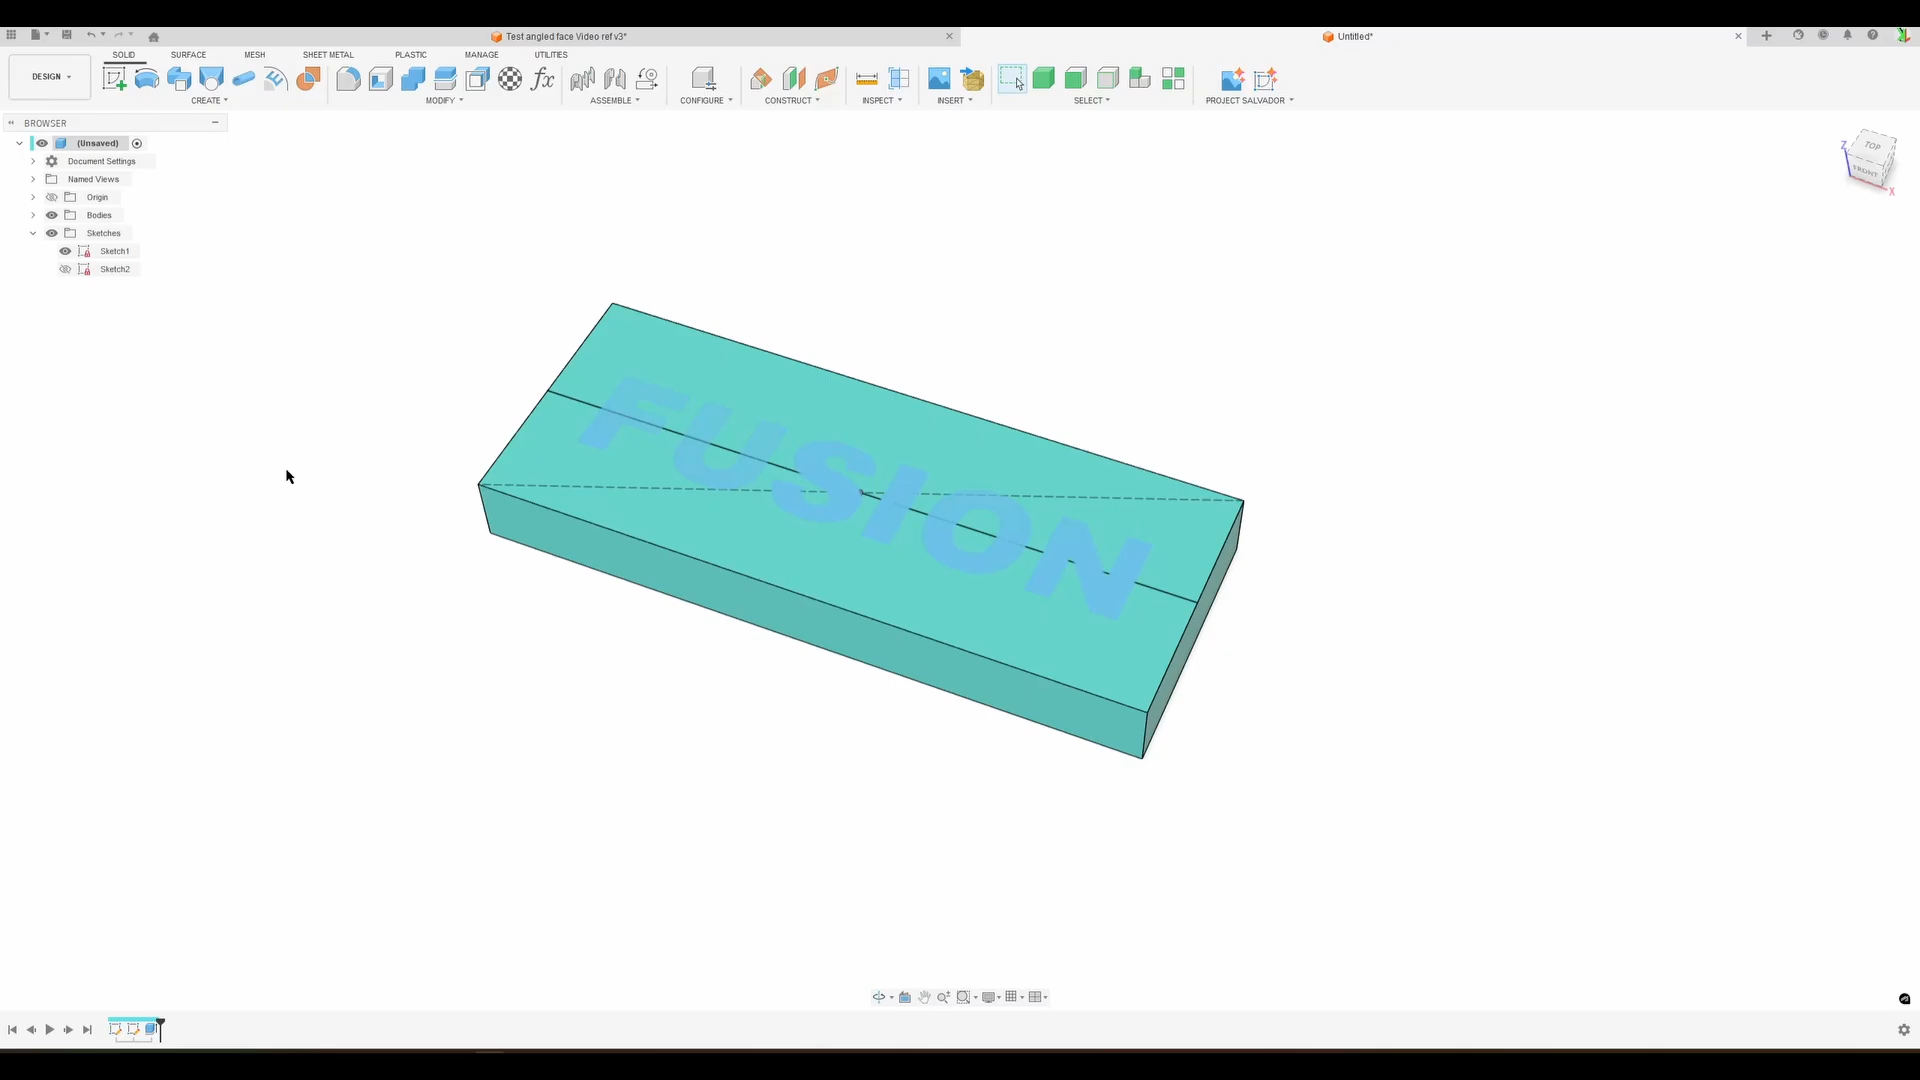 Test angled face Video ref v3*
Untitled*
DESIGN
SOLID
SURFACE
MESH
SHEET METAL
PLASTIC
MANAGE
UTILITIES
fx
CREATE
MODIFY
ASSEMBLE
CONFIGURE
CONSTRUCT
INSPECT
INSERT
SELECT
PROJECT SALVADOR
BROWSER
(Unsaved)
Document Settings
Named Views
Origin
Bodies
Sketches
Sketch1
Sketch2
Z
TOP
FRONT
X
FUSION